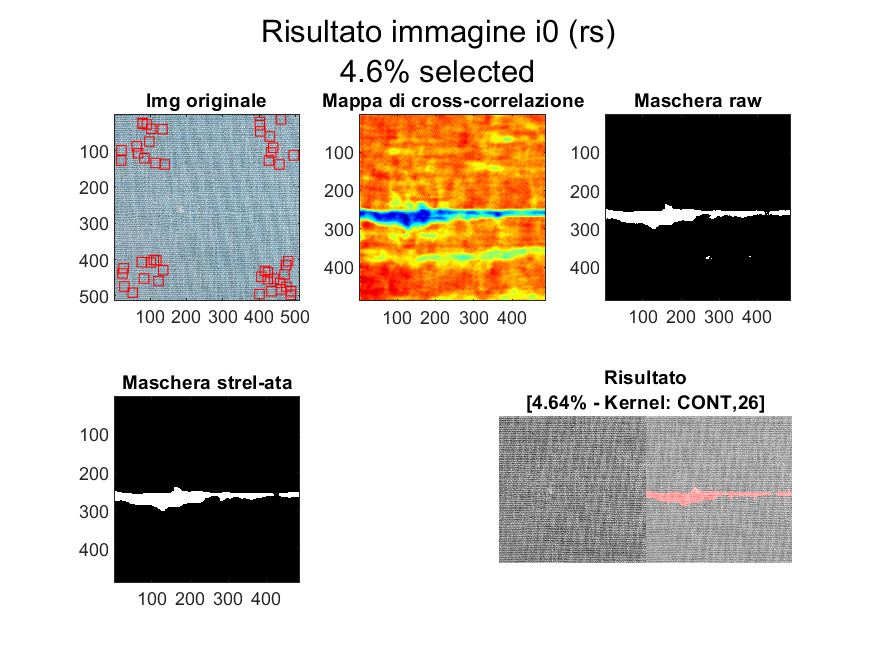 Risultato immagine i0 (rs)
4.6% selected
Img originale
100
200
300
400
500
100 200 300 400 500
Mappa di cross-correlazione
100
200
300
400
100 200 300 400
Maschera raw
100
200
300
400
100 200 300 400
Maschera strel-ata
100
200
300
400
100 200 300 400
Risultato
[4.64% - Kernel: CONT,26]